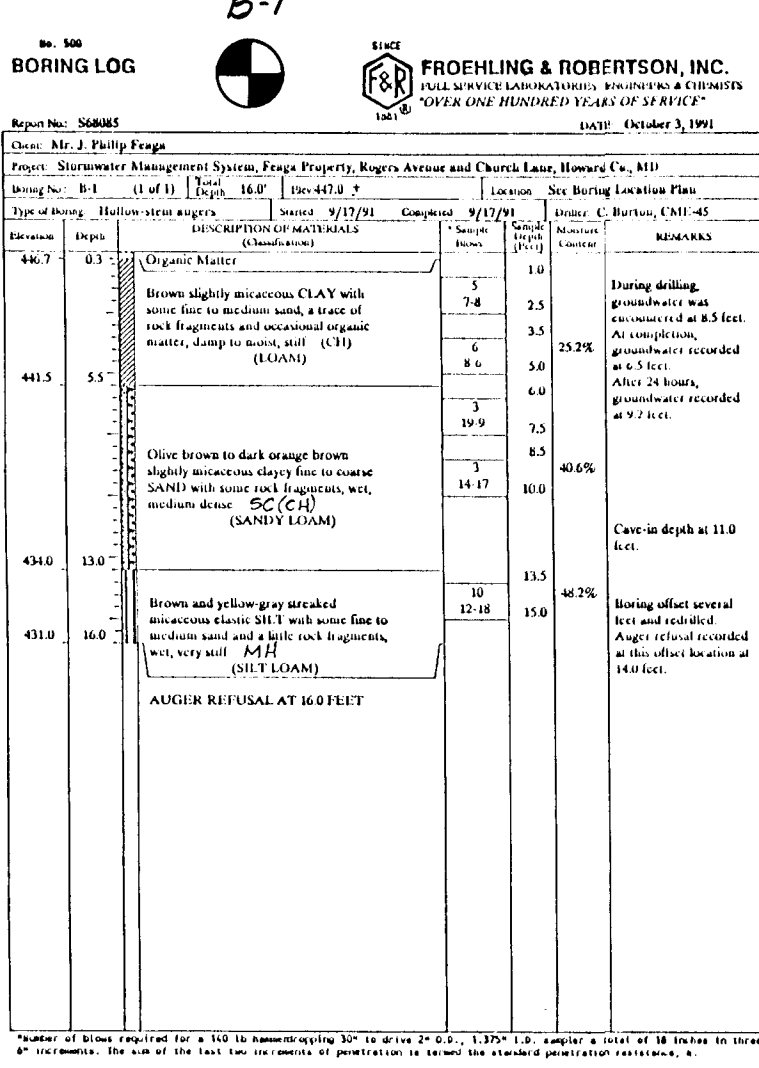 B-1
No. 500
BORING LOG
SINCE
F&R
1881
FROEHLING & ROBERTSON, INC.
FULL SERVICE LABORATORIES · ENGINEERS & CHEMISTS
"OVER ONE HUNDRED YEARS OF SERVICE"
Report No.: S68085
DATE: October 3, 1991
Client: Mr. J. Philip Feaga
Project: Stormwater Management System, Feaga Property, Rogers Avenue and Church Lane, Howard Co., MD
Boring No.: B-1 (1 of 1) Total Depth 16.0' Elev 447.0 ± Location See Boring Location Plan
Type of Boring: Hollow-stem augers Started 9/17/91 Completed 9/17/91 Driller: C. Burton, CME-45
Elevation Depth DESCRIPTION OF MATERIALS (Classification) * Sample Blows Sample Depth (Feet) Moisture Content REMARKS
446.7 0.3 Organic Matter
1.0
Brown slightly micaceous CLAY with
some fine to medium sand, a trace of
rock fragments and occasional organic
matter, damp to moist, stiff (CH)
(LOAM)
5
7-8
2.5
3.5
6
8-6
25.2%
5.0
441.5 5.5
6.0
3
19-9
7.5
8.5
Olive brown to dark orange brown
slightly micaceous clayey fine to coarse
SAND with some rock fragments, wet,
medium dense SC(CH)
(SANDY LOAM)
3
14-17
40.6%
10.0
434.0 13.0
13.5
10
12-18
48.2%
15.0
Brown and yellow-gray streaked
micaceous elastic SILT with some fine to
medium sand and a little rock fragments,
wet, very stiff MH
(SILT LOAM)
431.0 16.0
AUGER REFUSAL AT 16.0 FEET
During drilling,
groundwater was
encountered at 8.5 feet.
At completion,
groundwater recorded
at 6.5 feet.
After 24 hours,
groundwater recorded
at 9.2 feet.
Cave-in depth at 11.0
feet.
Boring offset several
feet and redrilled.
Auger refusal recorded
at this offset location at
14.0 feet.
*Number of blows required for a 140 lb hammer dropping 30" to drive 2" O.D., 1.375" I.D. sampler a total of 18 inches in three
6" increments. The sum of the last two increments of penetration is termed the standard penetration resistance, N.